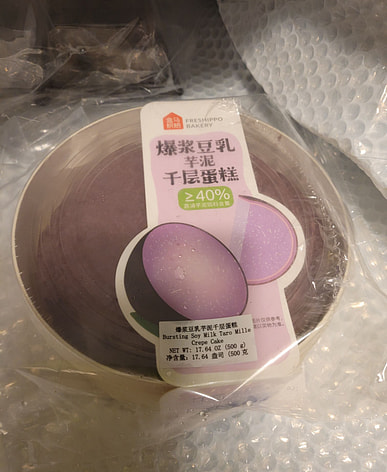 盒马烘焙
FRESHIPPO
BAKERY
爆浆豆乳
芋泥
千层蛋糕
≥40%
爆浆豆乳芋泥千层蛋糕
Bursting Soy Milk Taro Mille
Crepe Cake
NET WT: 17.64 OZ (500 g)
净含量: 17.64 盎司 (500 克